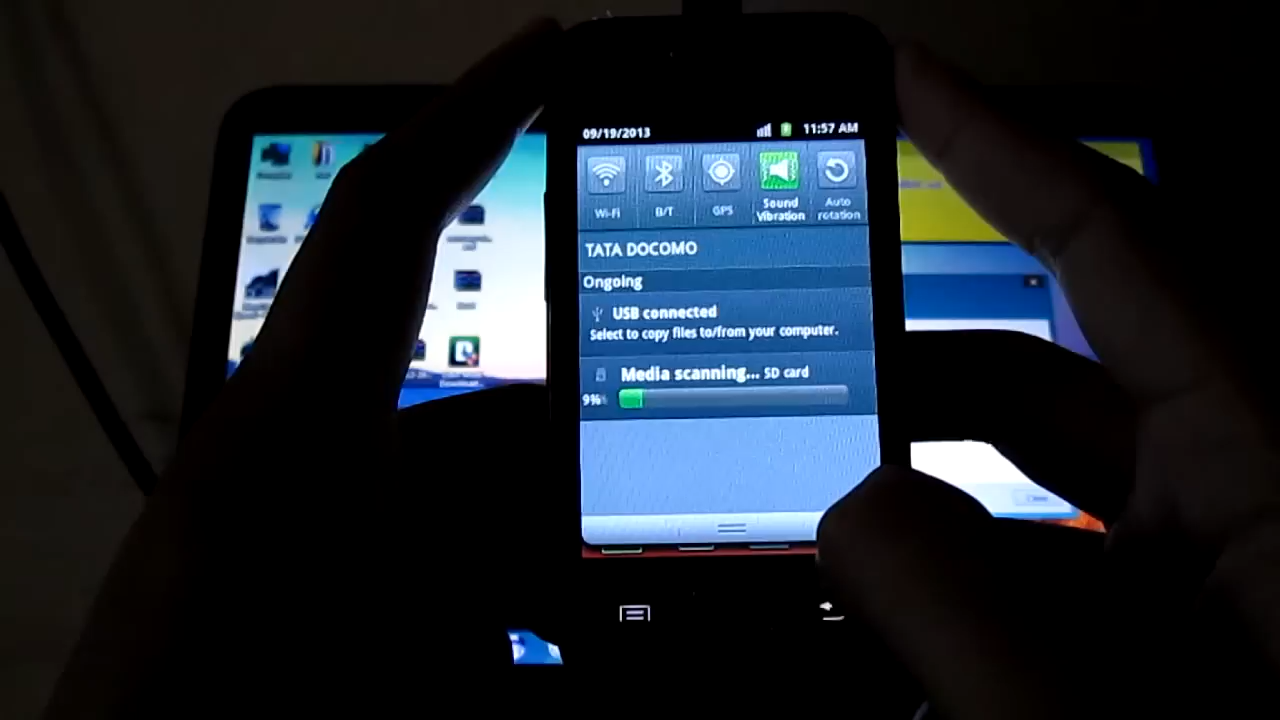 09/19/2013
11:57 AM
Wi-Fi
B/T
GPS
Sound
Vibration
Auto
rotation
TATA DOCOMO
Ongoing
USB connected
Select to copy files to/from your computer.
Media scanning... SD card
9%